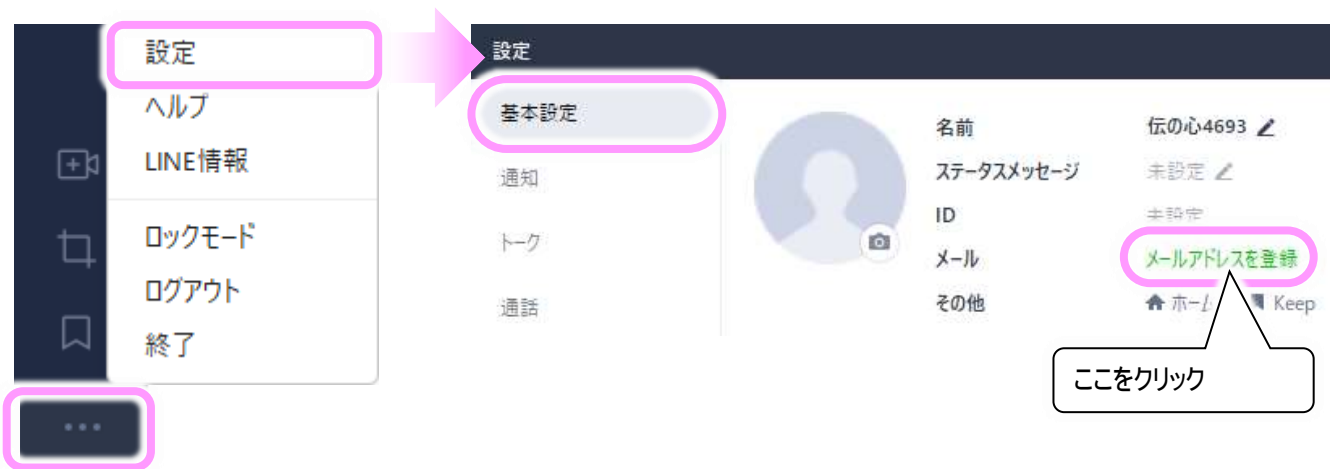 設定
ヘルプ
LINE情報
ロックモード
ログアウト
終了
設定
基本設定
通知
トーク
通話
名前 伝の心4693
ステータスメッセージ 未設定
ID 未設定
メール メールアドレスを登録
その他 ホーム Keep
ここをクリック